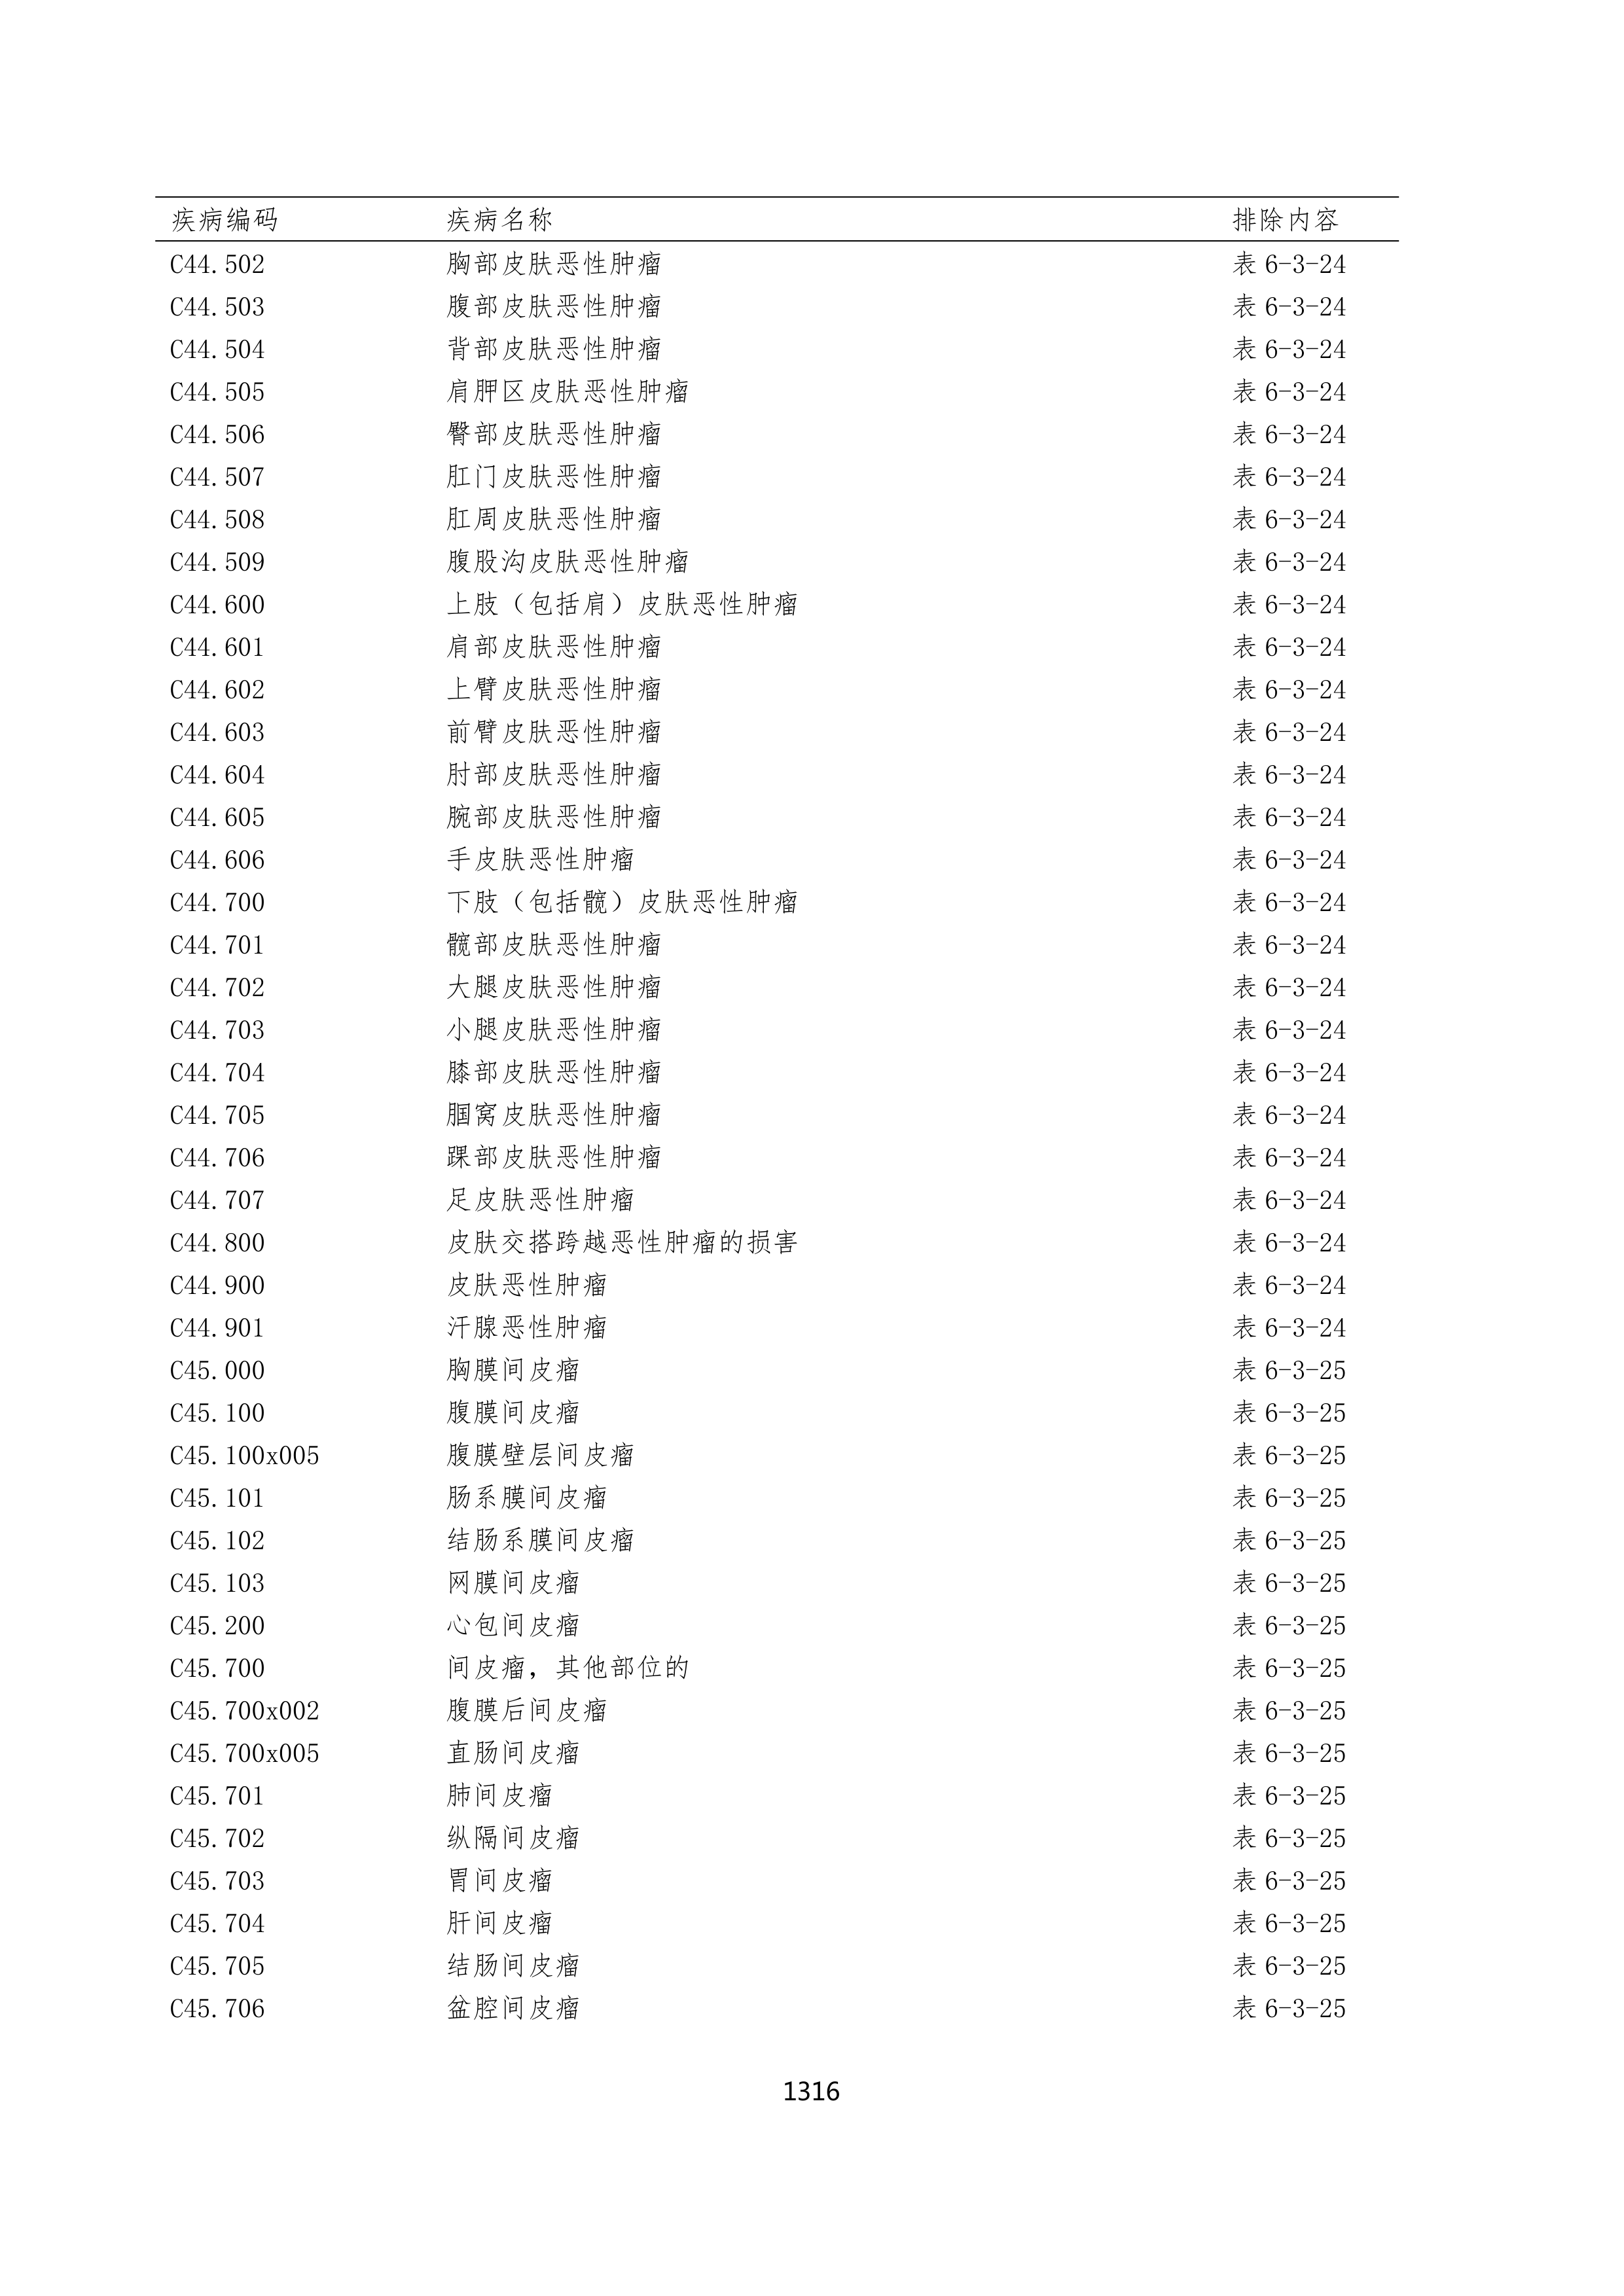 疾病编码 疾病名称 排除内容
C44.502 胸部皮肤恶性肿瘤 表 6-3-24
C44.503 腹部皮肤恶性肿瘤 表 6-3-24
C44.504 背部皮肤恶性肿瘤 表 6-3-24
C44.505 肩胛区皮肤恶性肿瘤 表 6-3-24
C44.506 臀部皮肤恶性肿瘤 表 6-3-24
C44.507 肛门皮肤恶性肿瘤 表 6-3-24
C44.508 肛周皮肤恶性肿瘤 表 6-3-24
C44.509 腹股沟皮肤恶性肿瘤 表 6-3-24
C44.600 上肢（包括肩）皮肤恶性肿瘤 表 6-3-24
C44.601 肩部皮肤恶性肿瘤 表 6-3-24
C44.602 上臂皮肤恶性肿瘤 表 6-3-24
C44.603 前臂皮肤恶性肿瘤 表 6-3-24
C44.604 肘部皮肤恶性肿瘤 表 6-3-24
C44.605 腕部皮肤恶性肿瘤 表 6-3-24
C44.606 手皮肤恶性肿瘤 表 6-3-24
C44.700 下肢（包括髋）皮肤恶性肿瘤 表 6-3-24
C44.701 髋部皮肤恶性肿瘤 表 6-3-24
C44.702 大腿皮肤恶性肿瘤 表 6-3-24
C44.703 小腿皮肤恶性肿瘤 表 6-3-24
C44.704 膝部皮肤恶性肿瘤 表 6-3-24
C44.705 腘窝皮肤恶性肿瘤 表 6-3-24
C44.706 踝部皮肤恶性肿瘤 表 6-3-24
C44.707 足皮肤恶性肿瘤 表 6-3-24
C44.800 皮肤交搭跨越恶性肿瘤的损害 表 6-3-24
C44.900 皮肤恶性肿瘤 表 6-3-24
C44.901 汗腺恶性肿瘤 表 6-3-24
C45.000 胸膜间皮瘤 表 6-3-25
C45.100 腹膜间皮瘤 表 6-3-25
C45.100x005 腹膜壁层间皮瘤 表 6-3-25
C45.101 肠系膜间皮瘤 表 6-3-25
C45.102 结肠系膜间皮瘤 表 6-3-25
C45.103 网膜间皮瘤 表 6-3-25
C45.200 心包间皮瘤 表 6-3-25
C45.700 间皮瘤，其他部位的 表 6-3-25
C45.700x002 腹膜后间皮瘤 表 6-3-25
C45.700x005 直肠间皮瘤 表 6-3-25
C45.701 肺间皮瘤 表 6-3-25
C45.702 纵隔间皮瘤 表 6-3-25
C45.703 胃间皮瘤 表 6-3-25
C45.704 肝间皮瘤 表 6-3-25
C45.705 结肠间皮瘤 表 6-3-25
C45.706 盆腔间皮瘤 表 6-3-25
1316